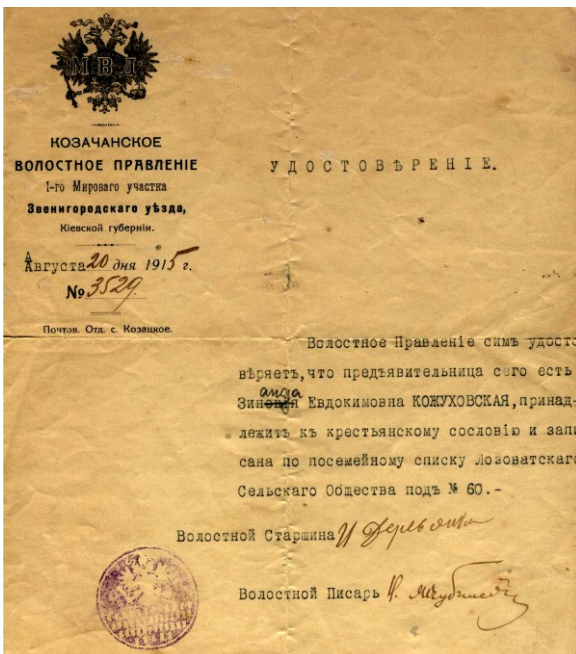 МВД
КОЗАЧАНСКОЕ
ВОЛОСТНОЕ ПРАВЛЕНІЕ
1-го Мирового участка
Звенигородскаго уѣзда,
Кіевской губерніи.
Августа 20 дня 1915 г.
№ 3529.
Почтов. Отд. с. Козацкое.
УДОСТОВѢРЕНІЕ.
Волостное Правленіе симъ удосто
вѣряетъ, что предъявительница сего есть
Зин Евдокимовна КОЖУХОВСКАЯ, принад-
лежитъ къ крестьянскому сословію и запи
сана по посемейному списку Лозоватскаго
Сельскаго Общества подъ № 60.-
Волостной Старшина
Волостной Писарь